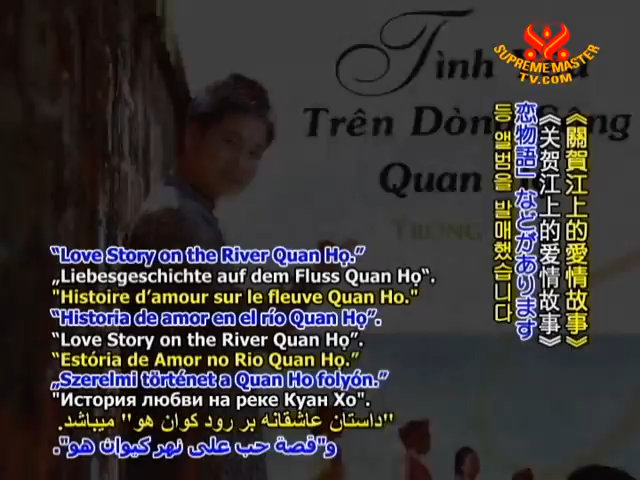 SUPREME MASTER
TV.COM
Tình
Trên Dòng Sông
Quan
《關賀江上的愛情故事》
《关贺江上的爱情故事》
恋物語」などがあります
등 앨범을 발매했습니다
“Love Story on the River Quan Họ.”
„Liebesgeschichte auf dem Fluss Quan Họ“.
"Histoire d’amour sur le fleuve Quan Ho."
“Historia de amor en el río Quan Họ”.
“Love Story on the River Quan Họ”.
“Estória de Amor no Rio Quan Ho.”
„Szerelmi történet a Quan Ho folyón.”
"История любви на реке Куан Хо".
"داستان عاشقانه بر رود کوان هو" میباشد.
و"قصة حب على نهر كيوان هو".